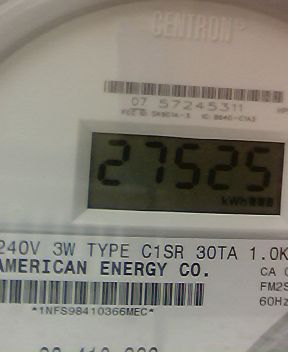 CENTRON®
07 57245311
27525
kWh
240V 3W TYPE C1SR 30TA 1.0K
AMERICAN ENERGY CO.
CA
FM2S
60Hz
*1NFS98410366MEC*